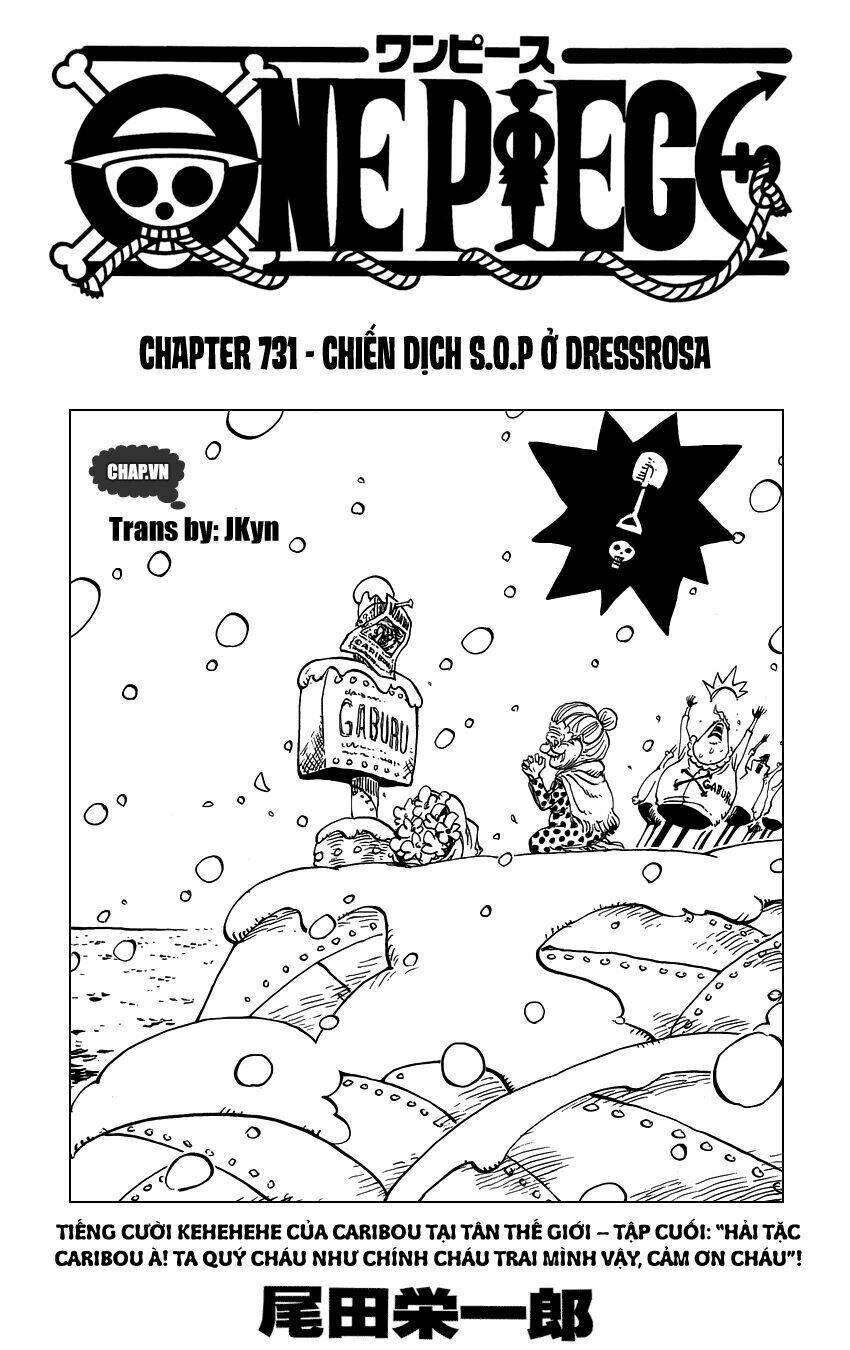 ワンピース
ONE PIECE
CHAPTER 731 - CHIẾN DỊCH S.O.P Ở DRESSROSA
CHAP.VN
Trans by: JKyn
GABURU
GABURU
TIẾNG CƯỜI KEHEHEHE CỦA CARIBOU TẠI TÂN THẾ GIỚI – TẬP CUỐI: "HẢI TẶC
CARIBOU À! TA QUÝ CHÁU NHƯ CHÍNH CHÁU TRAI MÌNH VẬY, CẢM ƠN CHÁU"!
尾田栄一郎